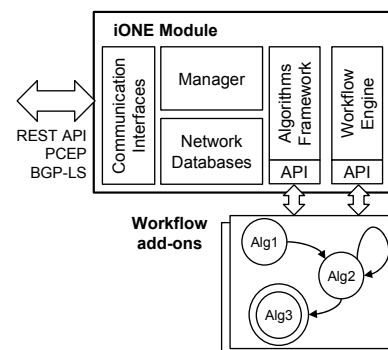 iONE Module
Communication
Interfaces
Manager
Network
Databases
Algorithms
Framework
API
Workflow
Engine
API
REST API
PCEP
BGP-LS
Workflow
add-ons
Alg1
Alg2
Alg3